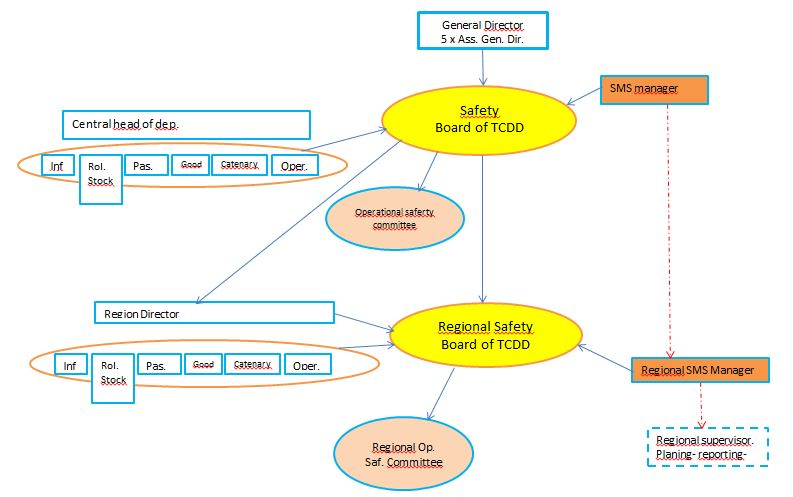 General Director
5 x Ass. Gen. Dir.
SMS manager
Safety
Board of TCDD
Central head of dep.
Inf
Rol.
Stock
Pas.
Good
Catenary
Oper.
Operational saferty
committee
Region Director
Regional Safety
Board of TCDD
Inf
Rol.
Stock
Pas.
Good
Catenary
Oper.
Regional SMS Manager
Regional Op.
Saf. Committee
Regional supervisor.
Planing- reporting-